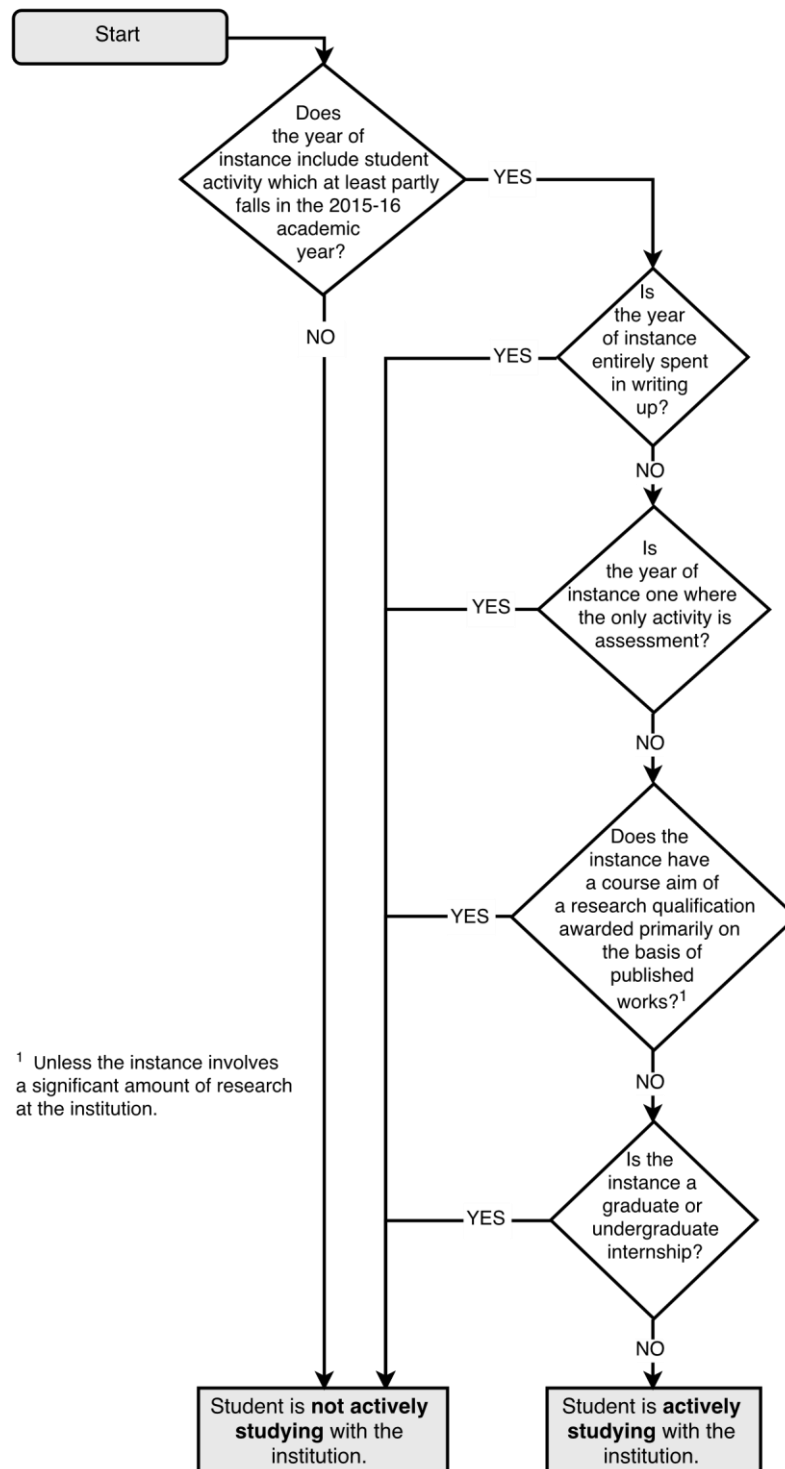 Start
Does
the year of
instance include student
activity which at least partly
falls in the 2015-16
academic
year?
YES
NO
Is
the year
of instance
entirely spent
in writing
up?
YES
NO
Is
the year of
instance one where
the only activity is
assessment?
YES
NO
Does the
instance have
a course aim of
a research qualification
awarded primarily on
the basis of
published
works?1
YES
NO
1 Unless the instance involves
a significant amount of research
at the institution.
Is the
instance a
graduate or
undergraduate
internship?
YES
NO
Student is not actively
studying with the
institution.
Student is actively
studying with the
institution.